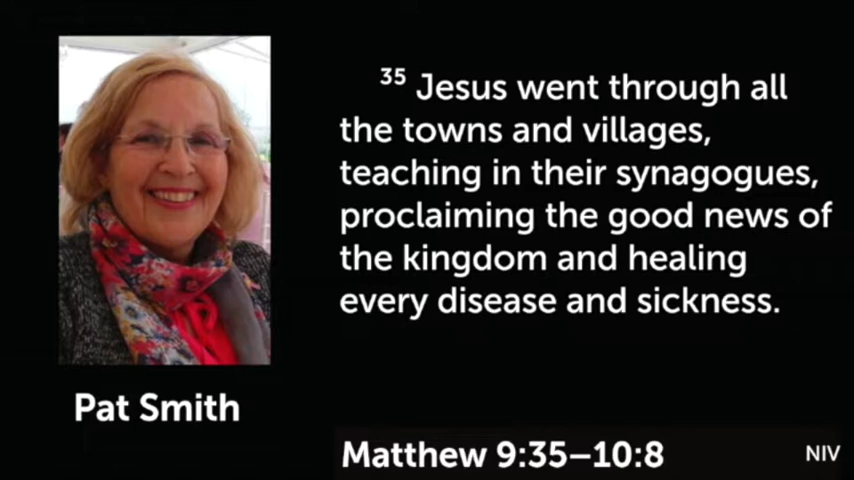 35 Jesus went through all
the towns and villages,
teaching in their synagogues,
proclaiming the good news of
the kingdom and healing
every disease and sickness.
Pat Smith
Matthew 9:35–10:8
NIV